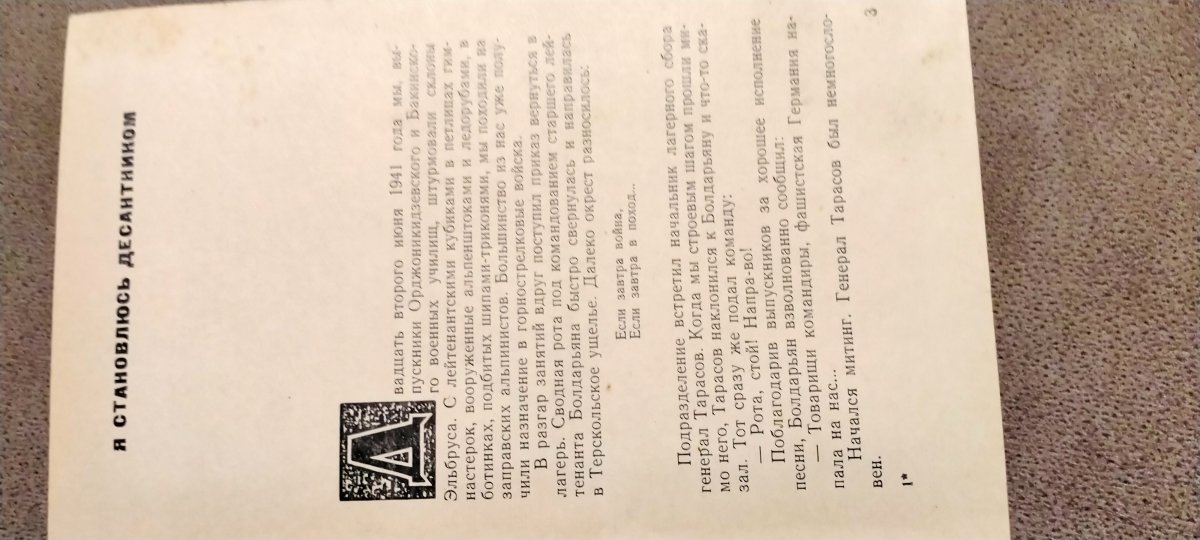 Я СТАНОВЛЮСЬ ДЕСАНТНИКОМ
Двадцать второго июня 1941 года мы, вы-
пускники Орджоникидзевского и Бакинско-
го военных училищ, штурмовали склоны
Эльбруса. С лейтенантскими кубиками в петлицах гим-
настерок, вооруженные альпенштоками и ледорубами, в
ботинках, подбитых шипами-триконями, мы походили на
заправских альпинистов. Большинство из нас уже полу-
чили назначение в горнострелковые войска.
В разгар занятий вдруг поступил приказ вернуться в
лагерь. Сводная рота под командованием старшего лей-
тенанта Болдарьяна быстро свернулась и направилась
в Терскольское ущелье. Далеко окрест разносилось:
Если завтра война,
Если завтра в поход...
Подразделение встретил начальник лагерного сбора
генерал Тарасов. Когда мы строевым шагом прошли ми-
мо него, Тарасов наклонился к Болдарьяну и что-то ска-
зал. Тот сразу же подал команду:
— Рота, стой! Напра-во!
Поблагодарив выпускников за хорошее исполнение
песни, Болдарьян взволнованно сообщил:
— Товарищи командиры, фашистская Германия на-
пала на нас...
Начался митинг. Генерал Тарасов был немногосло-
вен.
1*
3